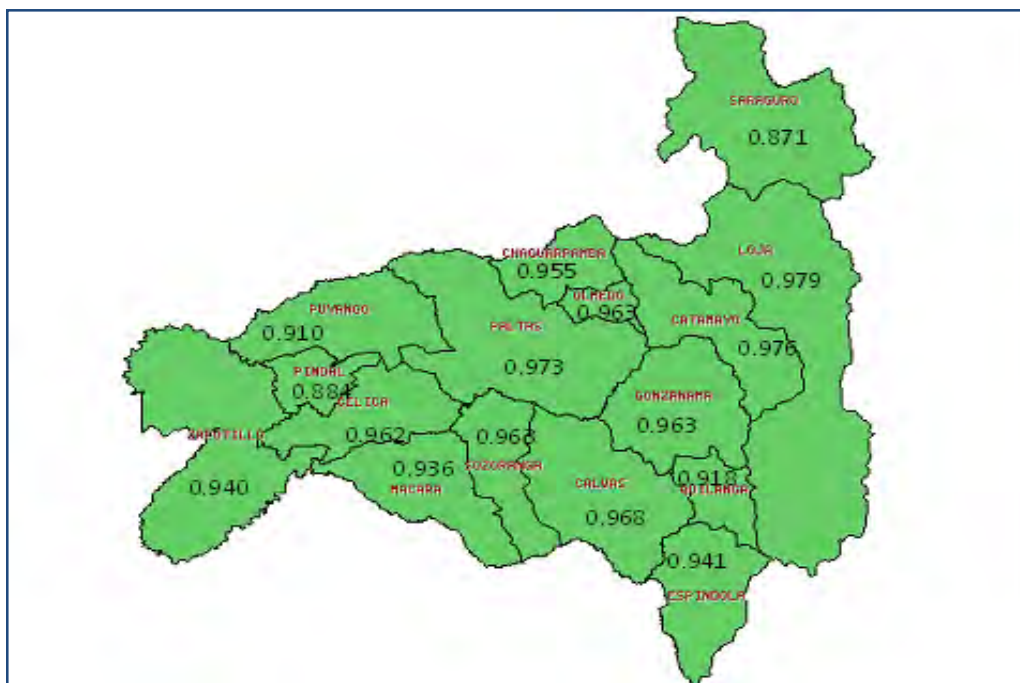 SARAGURO
0.871
LOJA
0.979
CHAGUARPAMBA
0.955
OLMEDO
0.963
CATAMAYO
0.976
PUYANGO
0.910
PALTAS
0.973
PINDAL
0.884
CELICA
0.962
GONZANAMA
0.963
ZAPOTILLO
0.940
SOZORANGA
0.936
MACARA
CALVAS
0.968
0.918
QUILANGA
0.941
ESPINDOLA